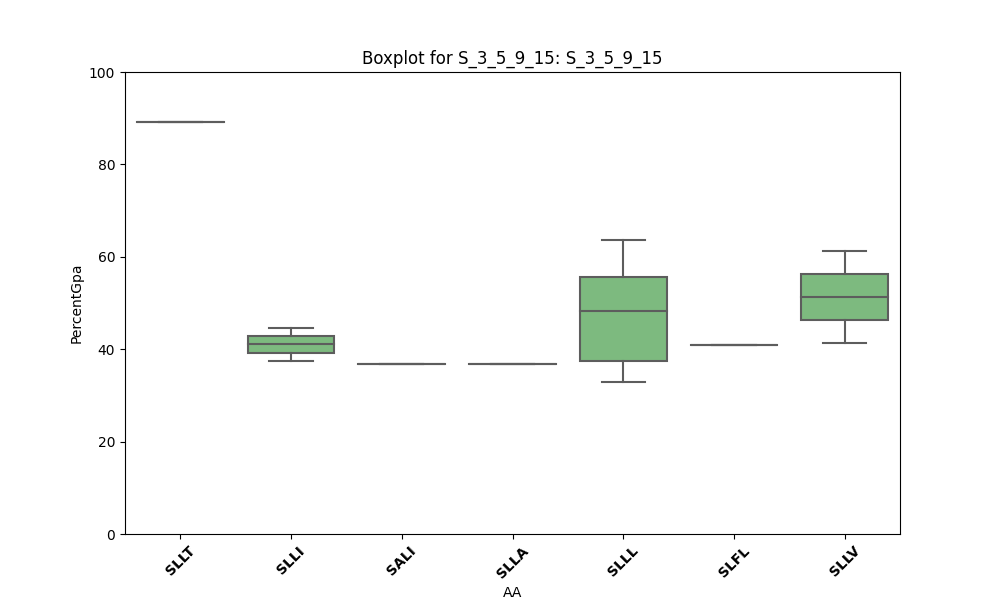 Boxplot for S_3_5_9_15: S_3_5_9_15
100
80
60
40
20
0
PercentGpa
SLLT
SLLI
SALI
SLLA
SLLL
SLFL
SLLV
AA